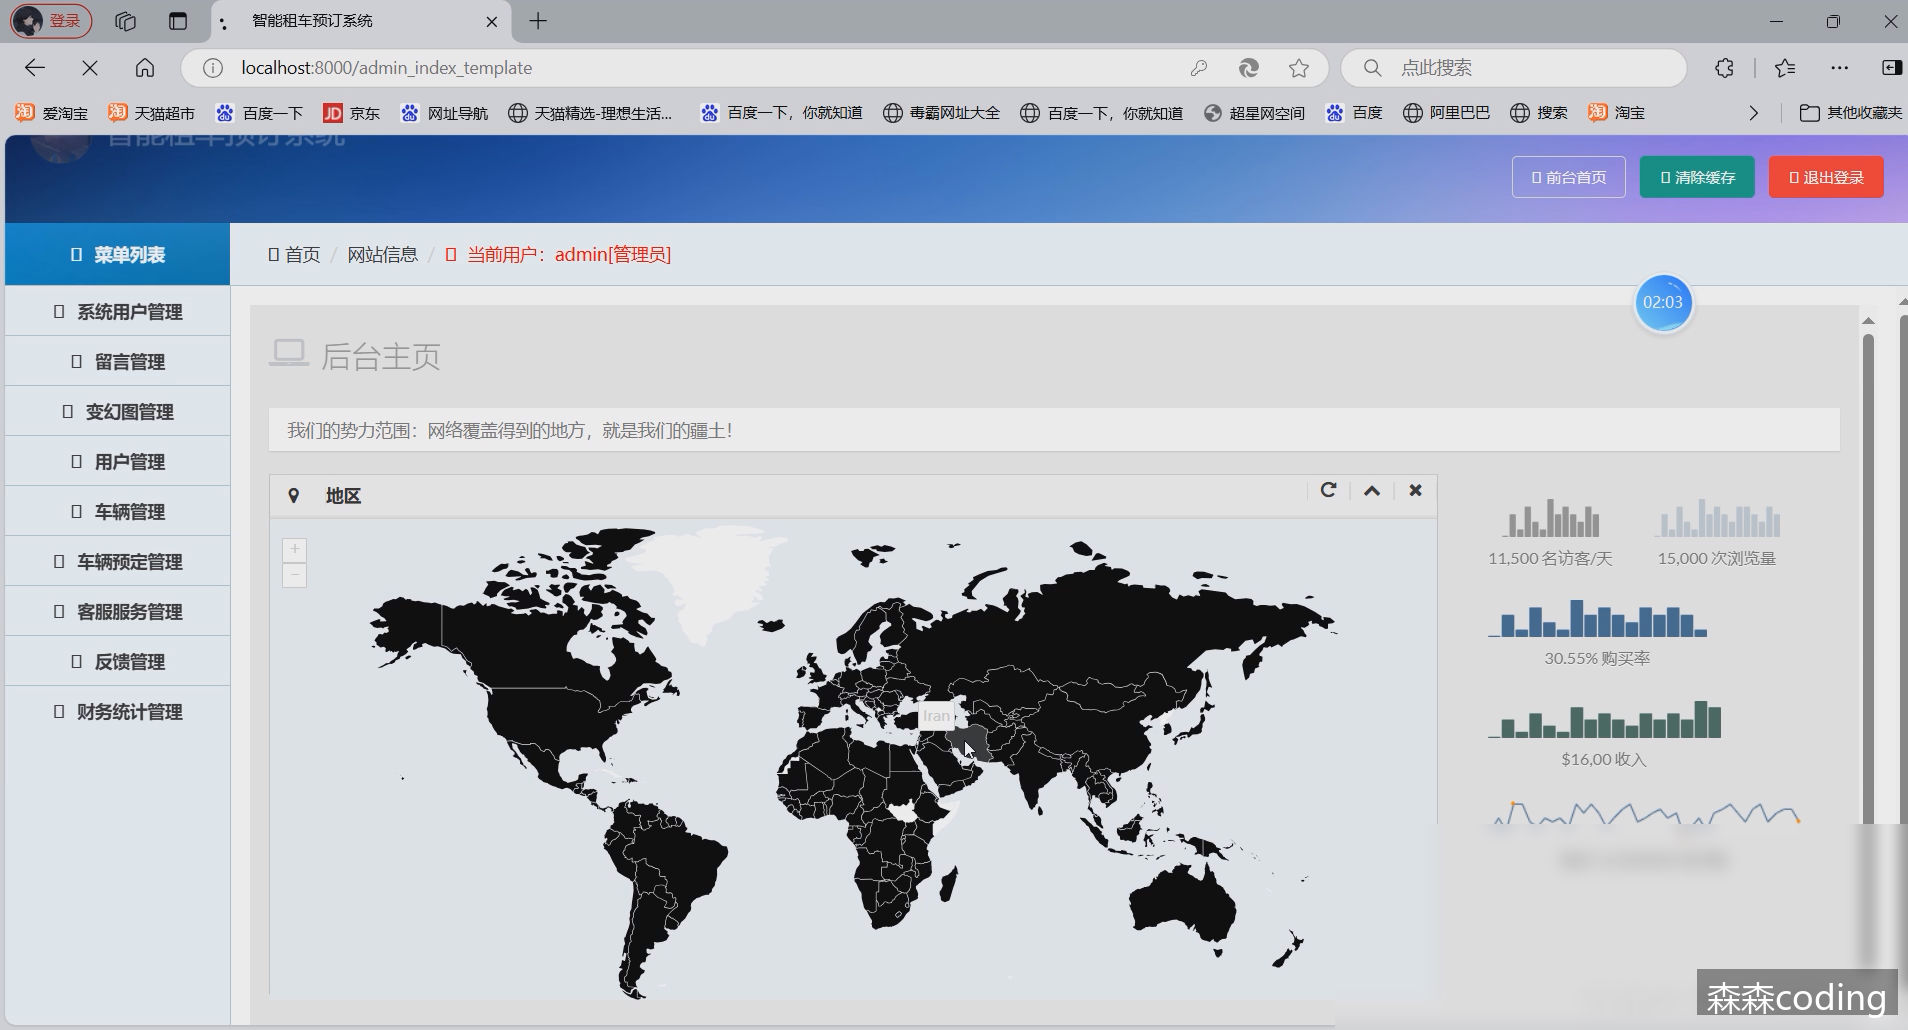 登录
智能租车预订系统
localhost:8000/admin_index_template
点此搜索
爱淘宝 天猫超市 百度一下 京东 网址导航 天猫精选-理想生活... 百度一下，你就知道 毒霸网址大全 百度一下，你就知道 超星网空间 百度 阿里巴巴 搜索 淘宝 其他收藏夹
智能租车预订系统
前台首页 清除缓存 退出登录
菜单列表
首页 / 网站信息 / 当前用户：admin[管理员]
系统用户管理
留言管理
变幻图管理
用户管理
车辆管理
车辆预定管理
客服服务管理
反馈管理
财务统计管理
02:03
后台主页
我们的势力范围：网络覆盖得到的地方，就是我们的疆土！
地区
+
−
Iran
11,500 名访客/天
15,000 次浏览量
30.55% 购买率
$16,00 收入
森森coding